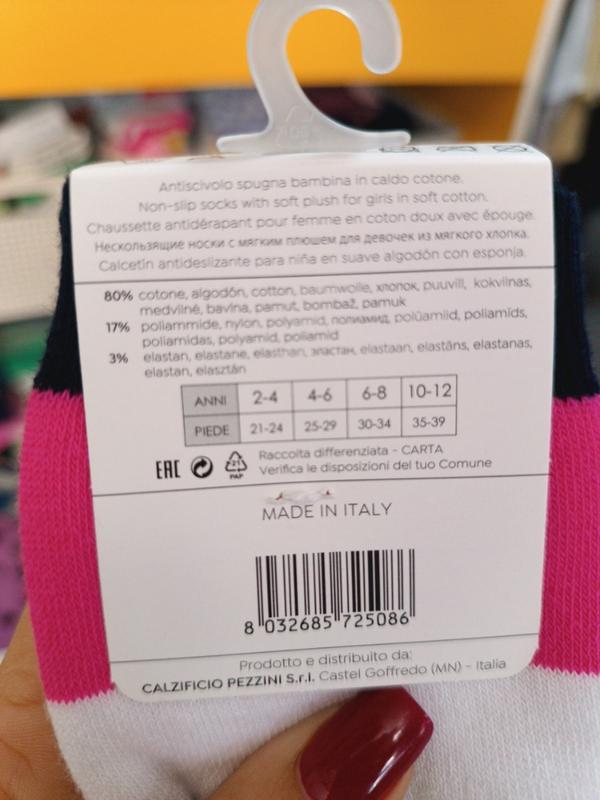 Antiscivolo spugna bambina in caldo cotone.
Non-slip socks with soft plush for girls in soft cotton.
Chaussette antidérapant pour femme en coton doux avec éponge.
Нескользящие носки с мягким плюшем для девочек из мягкого хлопка.
Calcetín antideslizante para niña en suave algodón con esponja.
80% cotone, algodón, cotton, baumwolle, хлопок, puuvill, kokvilnas,
medvilnė, bavlna, pamut, bombaž, pamuk
17% poliammide, nylon, polyamid, полиамид, polüamiid, poliamīds,
poliamidas, polyamid, poliamid
3% elastan, elastane, elasthan, эластан, elastaan, elastāns, elastanas,
elastan, elasztán
ANNI 2-4 4-6 6-8 10-12
PIEDE 21-24 25-29 30-34 35-39
EAC 21 PAP Raccolta differenziata - CARTA
Verifica le disposizioni del tuo Comune
MADE IN ITALY
8 032685 725086
Prodotto e distribuito da:
CALZIFICIO PEZZINI S.r.l. Castel Goffredo (MN) - Italia